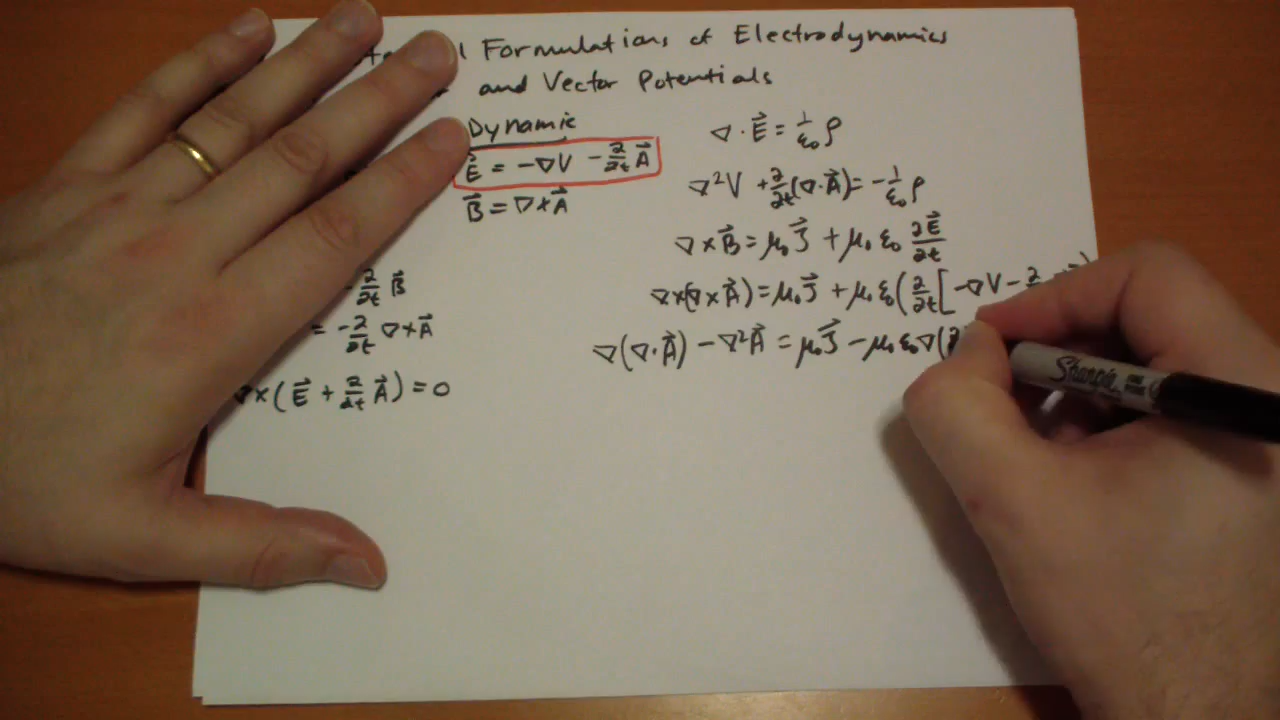 Formulations of Electrodynamics
and Vector Potentials
Dynamic
E⃗ = -∇V - ∂/∂t A⃗
B⃗ = ∇×A⃗
∂/∂t B⃗
= -∂/∂t ∇×A⃗
∇×(E⃗ + ∂/∂t A⃗) = 0
∇·E⃗ = 1/ε₀ ρ
∇²V + ∂/∂t(∇·A⃗) = -1/ε₀ ρ
∇×B⃗ = μ₀J⃗ + μ₀ε₀ ∂E⃗/∂t
∇×(∇×A⃗) = μ₀J⃗ + μ₀ε₀(∂/∂t[-∇V - ∂
∇(∇·A⃗) - ∇²A⃗ = μ₀J⃗ - μ₀ε₀∇(
Sharpie